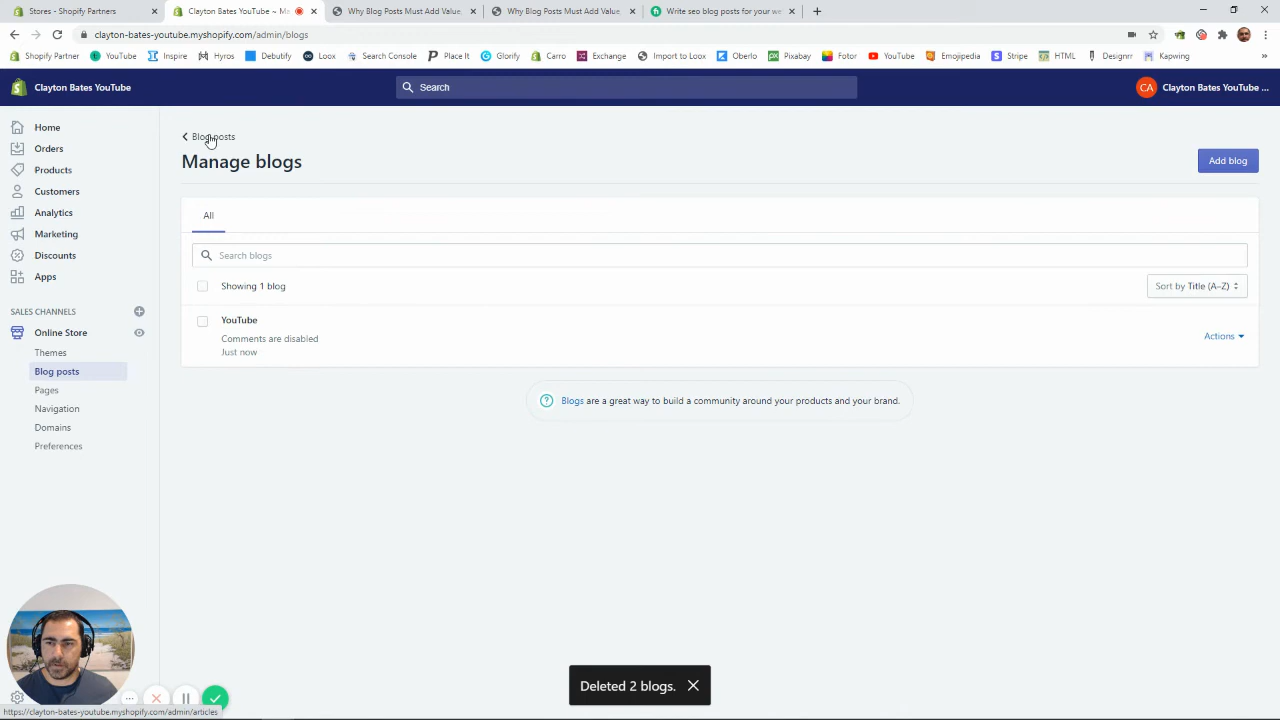 Stores - Shopify Partners
Clayton Bates YouTube ~ Ma
Why Blog Posts Must Add Value,
Why Blog Posts Must Add Value,
Write seo blog posts for your we
clayton-bates-youtube.myshopify.com/admin/blogs
Shopify Partner
YouTube
Inspire
Hyros
Debutify
Loox
Search Console
Place It
Glorify
Carro
Exchange
Import to Loox
Oberlo
Pixabay
Fotor
YouTube
Emojipedia
Stripe
HTML
Designrr
Kapwing
Clayton Bates YouTube
Search
CA
Clayton Bates YouTube ...
Home
Orders
Products
Customers
Analytics
Marketing
Discounts
Apps
SALES CHANNELS
Online Store
Themes
Blog posts
Pages
Navigation
Domains
Preferences
Blog posts
Manage blogs
Add blog
All
Search blogs
Showing 1 blog
Sort by Title (A–Z)
YouTube
Comments are disabled
Just now
Actions
Blogs are a great way to build a community around your products and your brand.
Deleted 2 blogs.
https://clayton-bates-youtube.myshopify.com/admin/articles